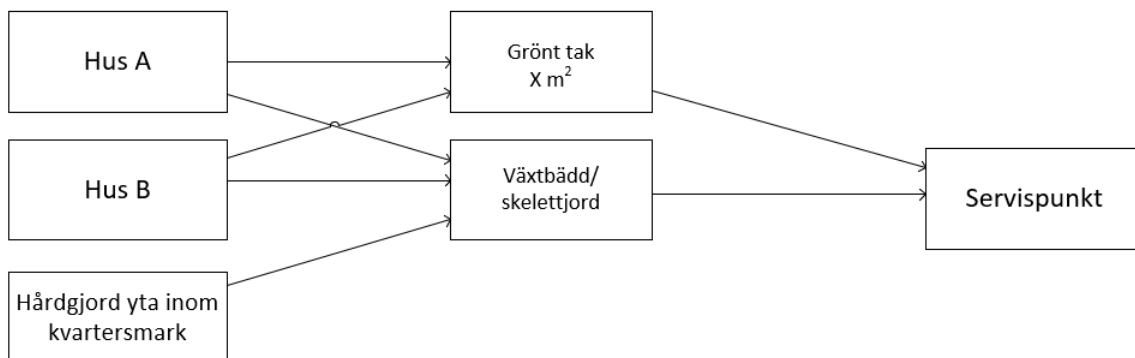 Hus A
Grönt tak
X m²
Hus B
Växtbädd/
skelettjord
Servispunkt
Hårdgjord yta inom
kvartersmark